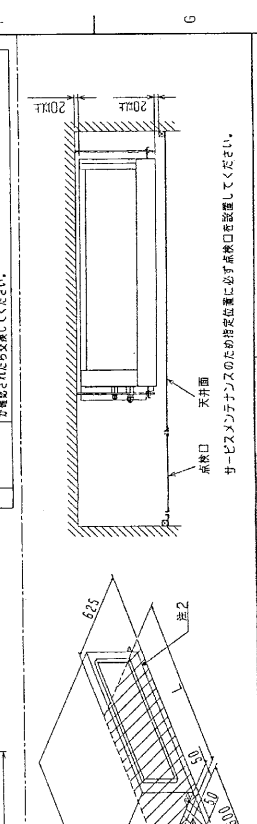 G
が確認されたら交換してください。
20以上
20以上
天井面
点検口
サービスメンテナンスのため指定位置に必ず点検口を設置してください。
625
注2
L
50
50